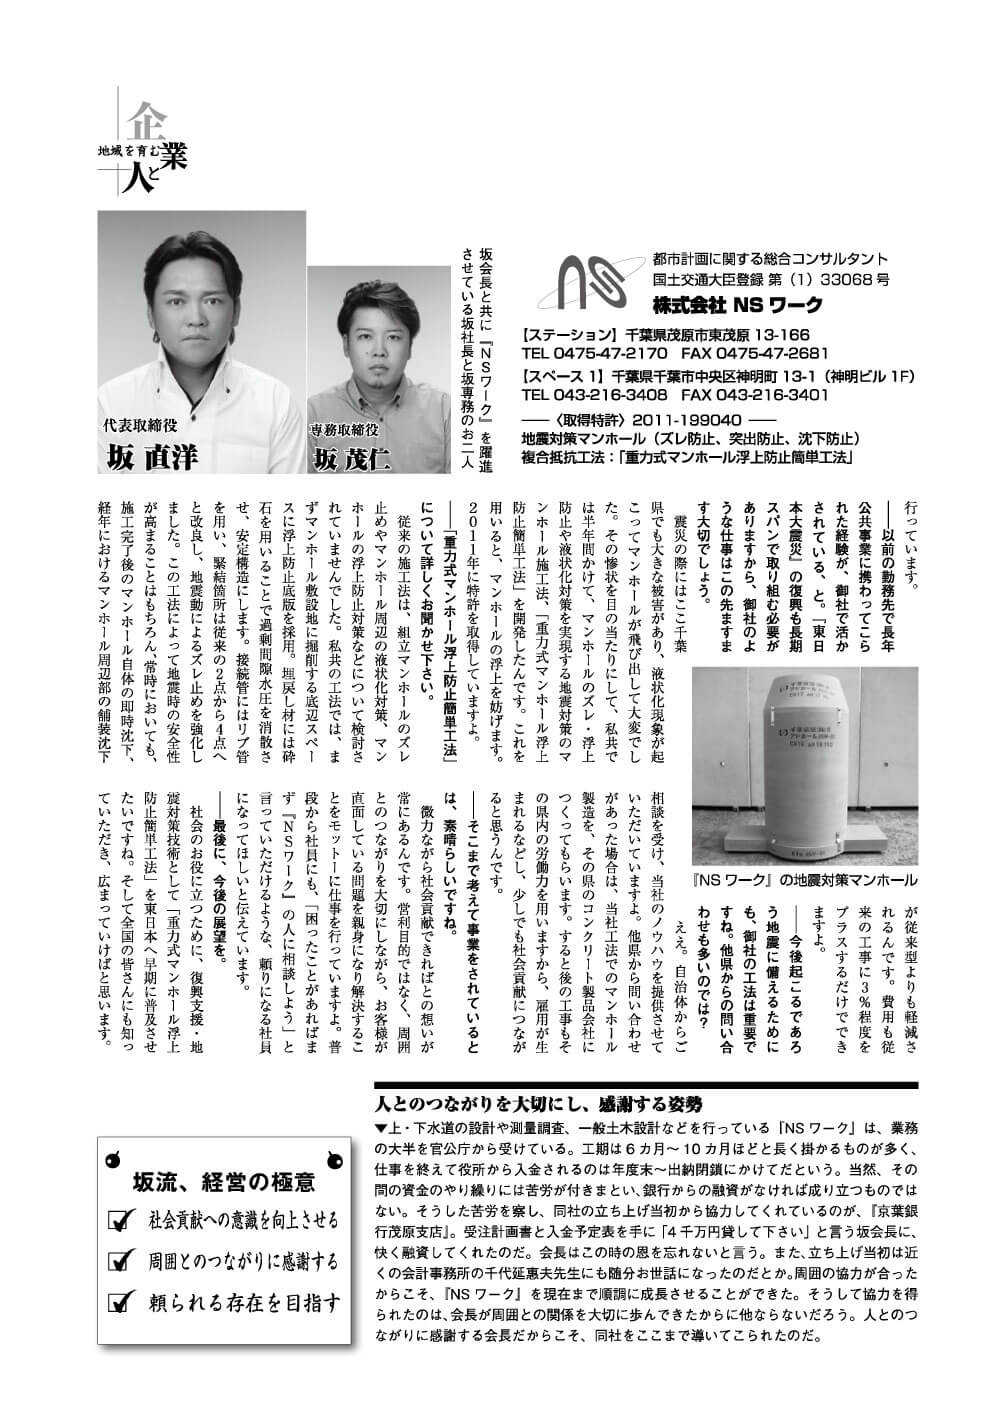 企業
地域を育む
人と
代表取締役
坂 直洋
専務取締役
坂 茂仁
坂会長と共に『NSワーク』を躍進
させている坂社長と坂専務のお二人
都市計画に関する総合コンサルタント
国土交通大臣登録 第（1）33068 号
株式会社 NS ワーク
【ステーション】千葉県茂原市東茂原 13-166
TEL 0475-47-2170 FAX 0475-47-2681
【スペース 1】千葉県千葉市中央区神明町 13-1（神明ビル 1F）
TEL 043-216-3408 FAX 043-216-3401
――〈取得特許〉2011-199040 ――
地震対策マンホール（ズレ防止、突出防止、沈下防止）
複合抵抗工法：「重力式マンホール浮上防止簡単工法」
行っています。
――以前の勤務先で長年
公共事業に携わってこら
れた経験が、御社で活か
されている、と。『東日
本大震災』の復興も長期
スパンで取り組む必要が
ありますから、御社のよ
うな仕事はこの先ますま
す大切でしょう。
震災の際にはここ千葉
県でも大きな被害があり、液状化現象が起
こってマンホールが飛び出して大変でし
た。その惨状を目の当たりにして、私共で
は半年間かけて、マンホールのズレ・浮上
防止や液状化対策を実現する地震対策のマ
ンホール施工法、「重力式マンホール浮上
防止簡単工法」を開発したんです。これを
用いると、マンホールの浮上を妨げます。
2011年に特許を取得していますよ。
――「重力式マンホール浮上防止簡単工法」
について詳しくお聞かせ下さい。
従来の施工法は、組立マンホールのズレ
止めやマンホール周辺の液状化対策、マン
ホールの浮上防止対策などについて検討さ
れていませんでした。私共の工法では、ま
ずマンホール敷設地に掘削する底辺スペー
スに浮上防止底版を採用。埋戻し材には砕
石を用いることで過剰間隙水圧を消散さ
せ、安定構造にします。接続管にはリブ管
を用い、緊結箇所は従来の2点から4点へ
と改良し、地震動によるズレ止めを強化し
ました。この工法によって地震時の安全性
が高まることはもちろん、常時においても、
施工完了後のマンホール自体の即時沈下、
経年におけるマンホール周辺部の舗装沈下
『NS ワーク』の地震対策マンホール
が従来型よりも軽減さ
れるんです。費用も従
来の工事に3％程度を
プラスするだけででき
ますよ。
――今後起こるであろ
う地震に備えるために
も、御社の工法は重要で
すね。他県からの問い合
わせも多いのでは？
ええ。自治体からご
相談を受け、当社のノウハウを提供させて
いただいていますよ。他県から問い合わせ
があった場合は、当社工法でのマンホール
製造を、その県のコンクリート製品会社に
つくってもらいます。すると後の工事もそ
の県内の労働力を用いますから、雇用が生
まれるなどし、少しでも社会貢献につなが
ると思うんです。
――そこまで考えて事業をされていると
は、素晴らしいですね。
微力ながら社会貢献できればとの想いが
常にあるんです。営利目的ではなく、周囲
とのつながりを大切にしながら、お客様が
直面している問題を親身になり解決するこ
とをモットーに仕事を行っていますよ。普
段から社員にも、「困ったことがあればま
ず『NSワーク』の人に相談しよう」と
言っていただけるような、頼りになる社員
になってほしいと伝えています。
――最後に、今後の展望を。
社会のお役に立つために、復興支援・地
震対策技術として「重力式マンホール浮上
防止簡単工法」を東日本へ早期に普及させ
たいですね。そして全国の皆さんにも知っ
ていただき、広まっていけばと思います。
人とのつながりを大切にし、感謝する姿勢
▼上・下水道の設計や測量調査、一般土木設計などを行っている『NS ワーク』は、業務
の大半を官公庁から受けている。工期は 6 カ月～ 10 カ月ほどと長く掛かるものが多く、
仕事を終えて役所から入金されるのは年度末～出納閉鎖にかけてだという。当然、その
間の資金のやり繰りには苦労が付きまとい、銀行からの融資がなければ成り立つものでは
ない。そうした苦労を察し、同社の立ち上げ当初から協力してくれているのが、『京葉銀
行茂原支店』。受注計画書と入金予定表を手に「4 千万円貸して下さい」と言う坂会長に、
快く融資してくれたのだ。会長はこの時の恩を忘れないと言う。また、立ち上げ当初は近
くの会計事務所の千代延惠夫先生にも随分お世話になったのだとか。周囲の協力が合った
からこそ、『NS ワーク』を現在まで順調に成長させることができた。そうして協力を得
られたのは、会長が周囲との関係を大切に歩んできたからに他ならないだろう。人とのつ
ながりに感謝する会長だからこそ、同社をここまで導いてこられたのだ。
坂流、経営の極意
社会貢献への意識を向上させる
周囲とのつながりに感謝する
頼られる存在を目指す